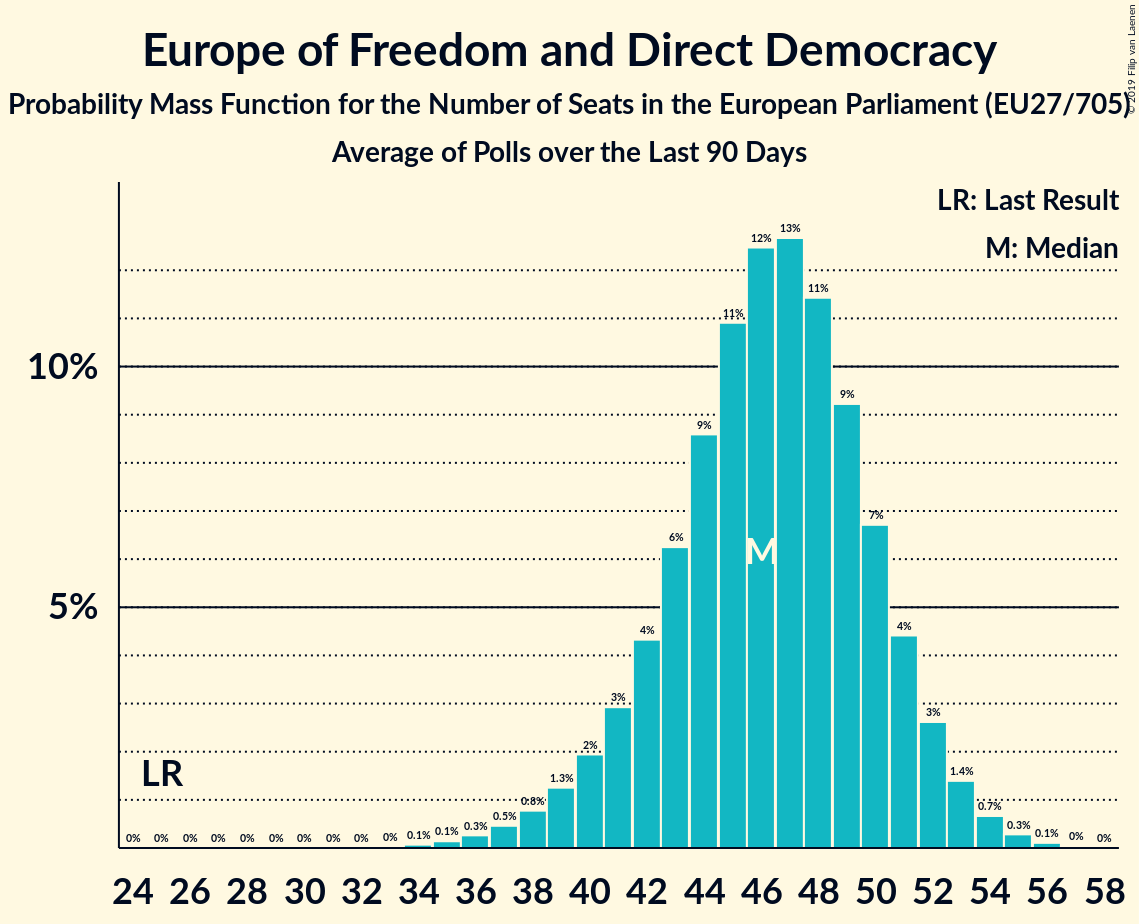 Europe of Freedom and Direct Democracy
© 2019 Filip van Laenen
Probability Mass Function for the Number of Seats in the European Parliament (EU27/705)
Average of Polls over the Last 90 Days
LR: Last Result
M: Median
13%
12%
11%
11%
10%
9%
9%
7%
6%
M
5%
4%
4%
3%
3%
2%
LR
1.3%
1.4%
0.8%
0.7%
0% 0% 0% 0% 0% 0% 0% 0% 0% 0% 0.1% 0.1% 0.3% 0.5% 0.3% 0.1% 0% 0%
24 26 28 30 32 34 36 38 40 42 44 46 48 50 52 54 56 58